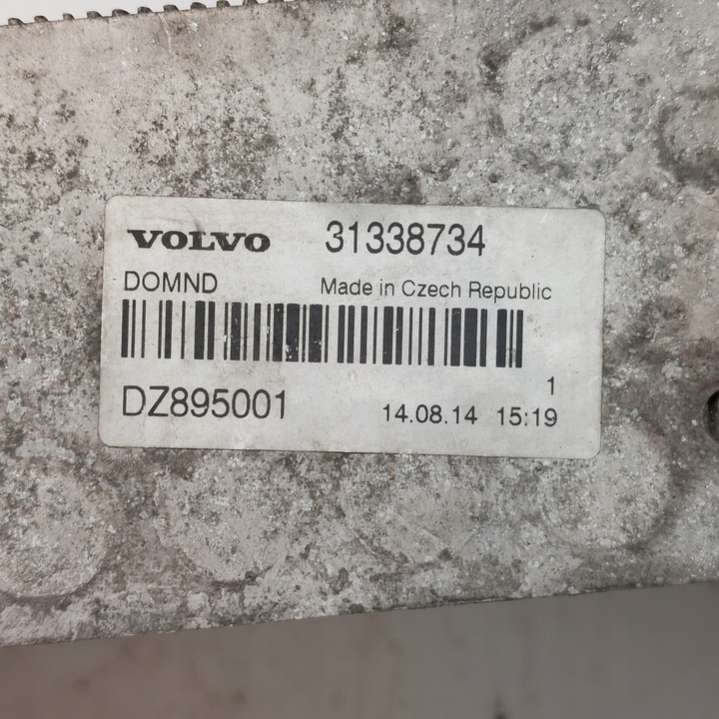 VOLVO 31338734
DOMND Made in Czech Republic
1
DZ895001 14.08.14 15:19